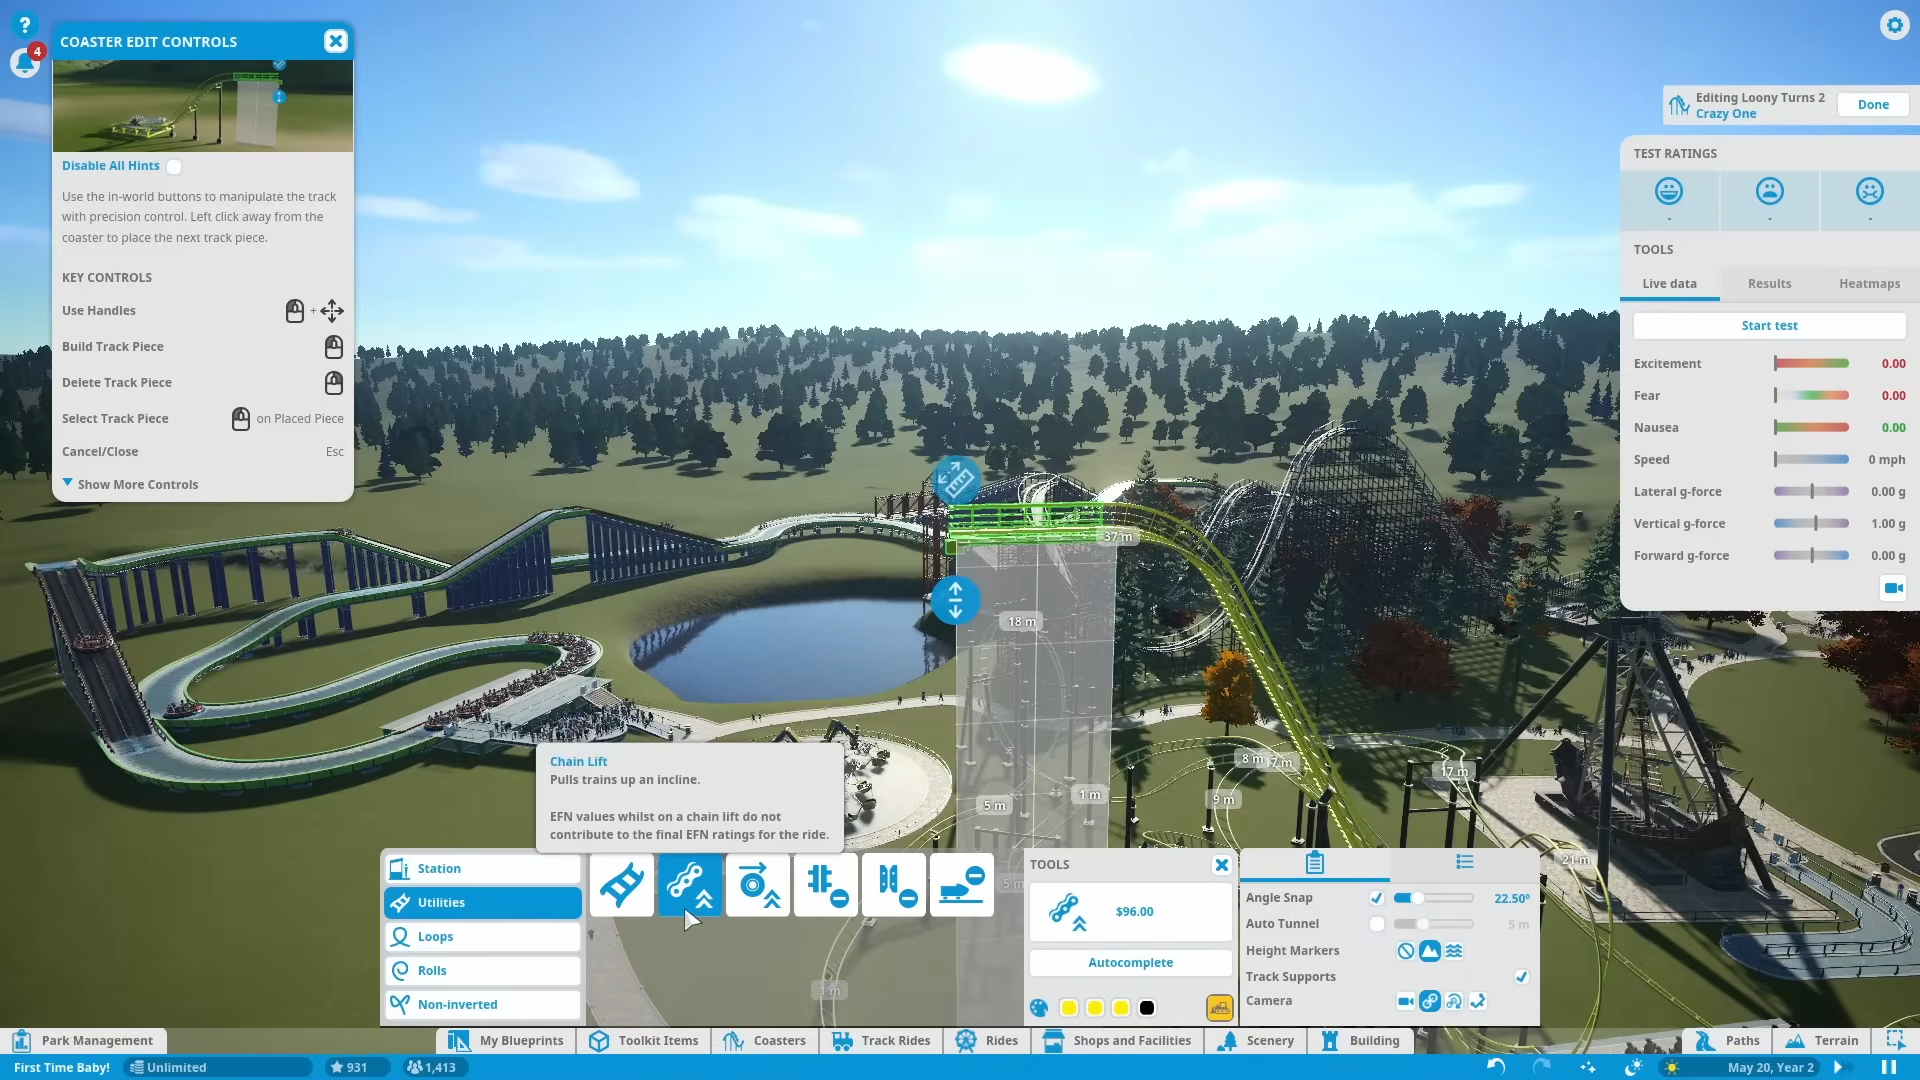 ?
4
COASTER EDIT CONTROLS
Disable All Hints
Use the in-world buttons to manipulate the track
with precision control. Left click away from the
coaster to place the next track piece.
KEY CONTROLS
Use Handles +
Build Track Piece
Delete Track Piece
Select Track Piece on Placed Piece
Cancel/Close Esc
Show More Controls
Editing Loony Turns 2
Crazy One
Done
TEST RATINGS
- - -
TOOLS
Live data Results Heatmaps
Start test
Excitement 0.00
Fear 0.00
Nausea 0.00
Speed 0 mph
Lateral g-force 0.00 g
Vertical g-force 1.00 g
Forward g-force 0.00 g
37 m
18 m
8 m
17 m
17 m
5 m
1 m
9 m
21 m
5 m
Chain Lift
Pulls trains up an incline.
EFN values whilst on a chain lift do not
contribute to the final EFN ratings for the ride.
Station
Utilities
Loops
Rolls
Non-inverted
TOOLS
$96.00
Autocomplete
Angle Snap 22.50°
Auto Tunnel 5 m
Height Markers
Track Supports
Camera
Park Management
My Blueprints
Toolkit Items
Coasters
Track Rides
Rides
Shops and Facilities
Scenery
Building
Paths
Terrain
First Time Baby!
Unlimited
931
1,413
May 20, Year 2